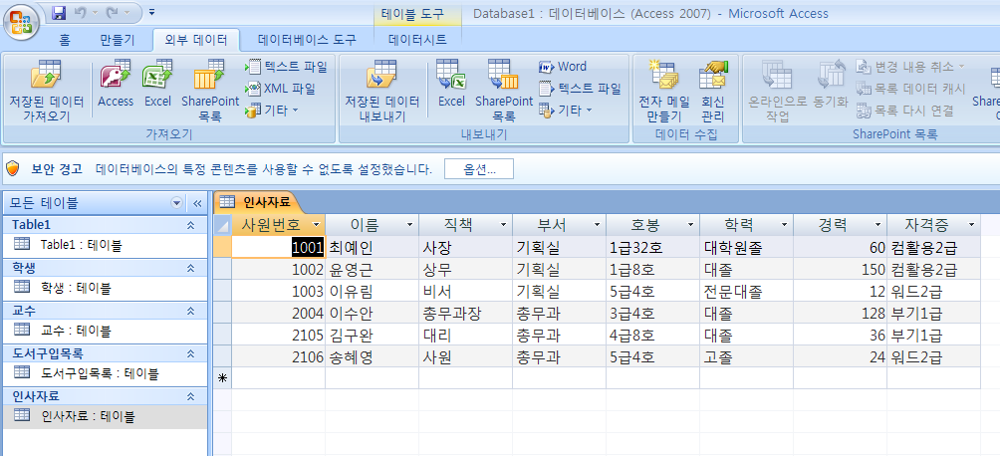 테이블 도구 Database1 : 데이터베이스 (Access 2007) - Microsoft Access
홈 만들기 외부 데이터 데이터베이스 도구 데이터시트
저장된 데이터 가져오기
Access
Excel
SharePoint 목록
텍스트 파일
XML 파일
기타
가져오기
저장된 데이터 내보내기
Excel
SharePoint 목록
Word
텍스트 파일
기타
내보내기
전자 메일 만들기
회신 관리
데이터 수집
온라인으로 작업
동기화
변경 내용 취소
목록 데이터 캐시
목록 다시 연결
SharePoint 목록
보안 경고 데이터베이스의 특정 콘텐츠를 사용할 수 없도록 설정했습니다. 옵션...
모든 테이블
Table1
Table1 : 테이블
학생
학생 : 테이블
교수
교수 : 테이블
도서구입목록
도서구입목록 : 테이블
인사자료
인사자료 : 테이블
인사자료
사원번호 이름 직책 부서 호봉 학력 경력 자격증
1001 최예인 사장 기획실 1급32호 대학원졸 60 컴활용2급
1002 윤영근 상무 기획실 1급8호 대졸 150 컴활용2급
1003 이유림 비서 기획실 5급4호 전문대졸 12 워드2급
2004 이수안 총무과장 총무과 3급4호 대졸 128 부기1급
2105 김구완 대리 총무과 4급8호 대졸 36 부기1급
2106 송혜영 사원 총무과 5급4호 고졸 24 워드2급